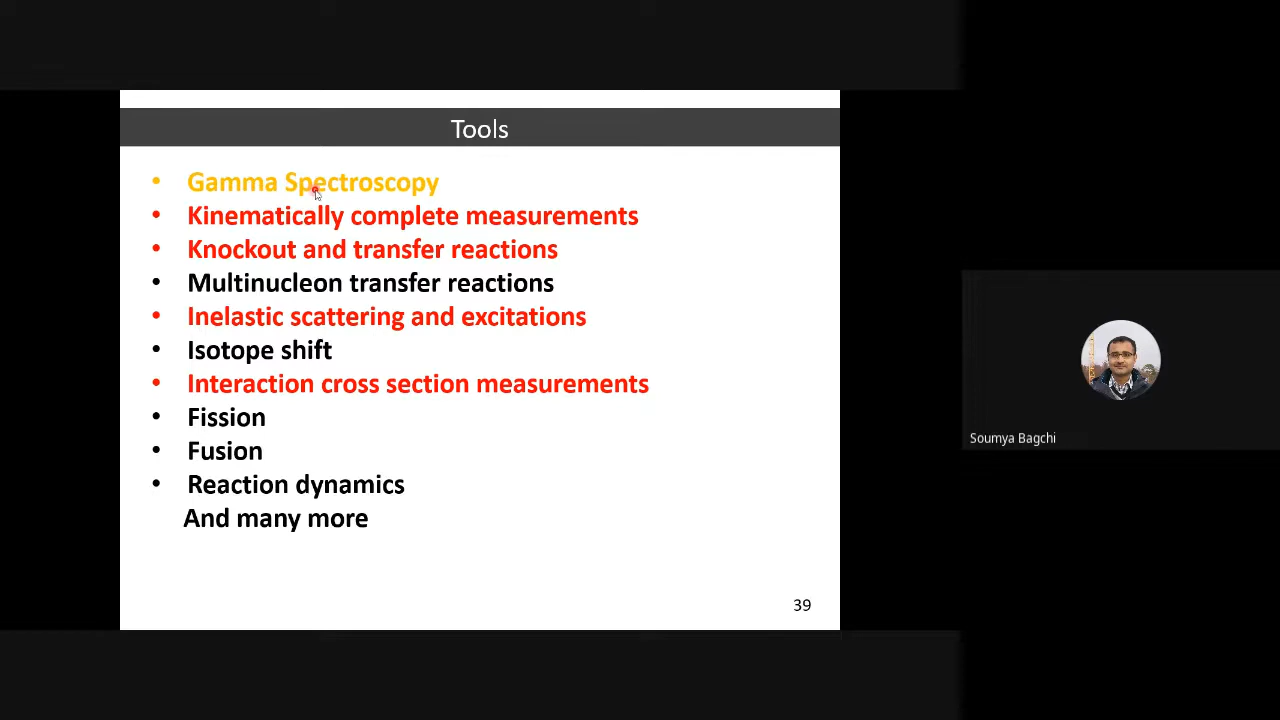 Tools
• Gamma Spectroscopy
• Kinematically complete measurements
• Knockout and transfer reactions
• Multinucleon transfer reactions
• Inelastic scattering and excitations
• Isotope shift
• Interaction cross section measurements
• Fission
• Fusion
• Reaction dynamics
And many more
39
Soumya Bagchi